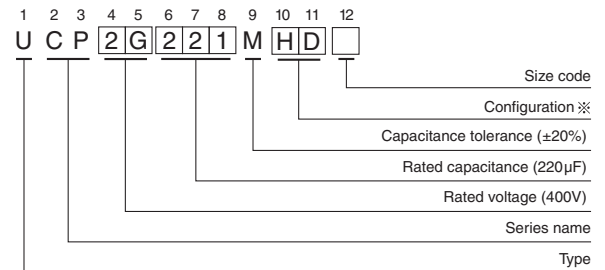 1 2 3 4 5 6 7 8 9 10 11 12
U C P 2 G 2 2 1 M H D
Size code
Configuration ※
Capacitance tolerance (±20%)
Rated capacitance (220µF)
Rated voltage (400V)
Series name
Type